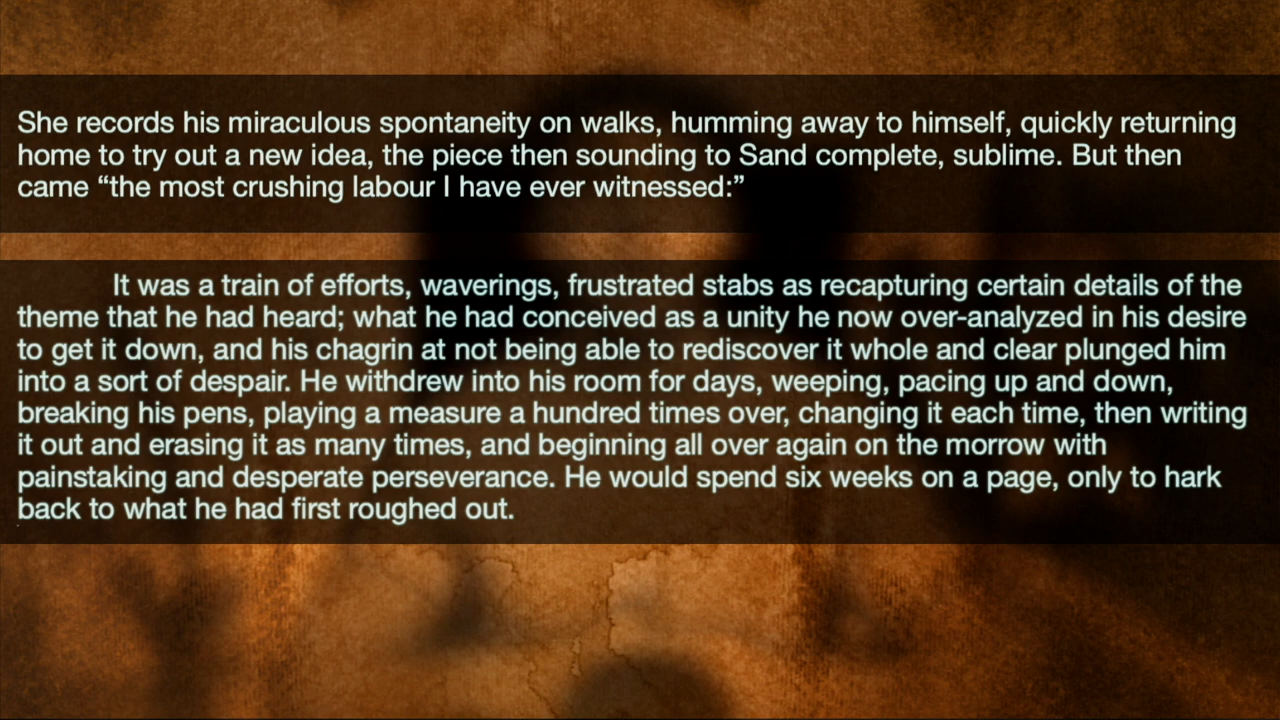 She records his miraculous spontaneity on walks, humming away to himself, quickly returning
home to try out a new idea, the piece then sounding to Sand complete, sublime. But then
came “the most crushing labour I have ever witnessed:”
It was a train of efforts, waverings, frustrated stabs as recapturing certain details of the
theme that he had heard; what he had conceived as a unity he now over-analyzed in his desire
to get it down, and his chagrin at not being able to rediscover it whole and clear plunged him
into a sort of despair. He withdrew into his room for days, weeping, pacing up and down,
breaking his pens, playing a measure a hundred times over, changing it each time, then writing
it out and erasing it as many times, and beginning all over again on the morrow with
painstaking and desperate perseverance. He would spend six weeks on a page, only to hark
back to what he had first roughed out.